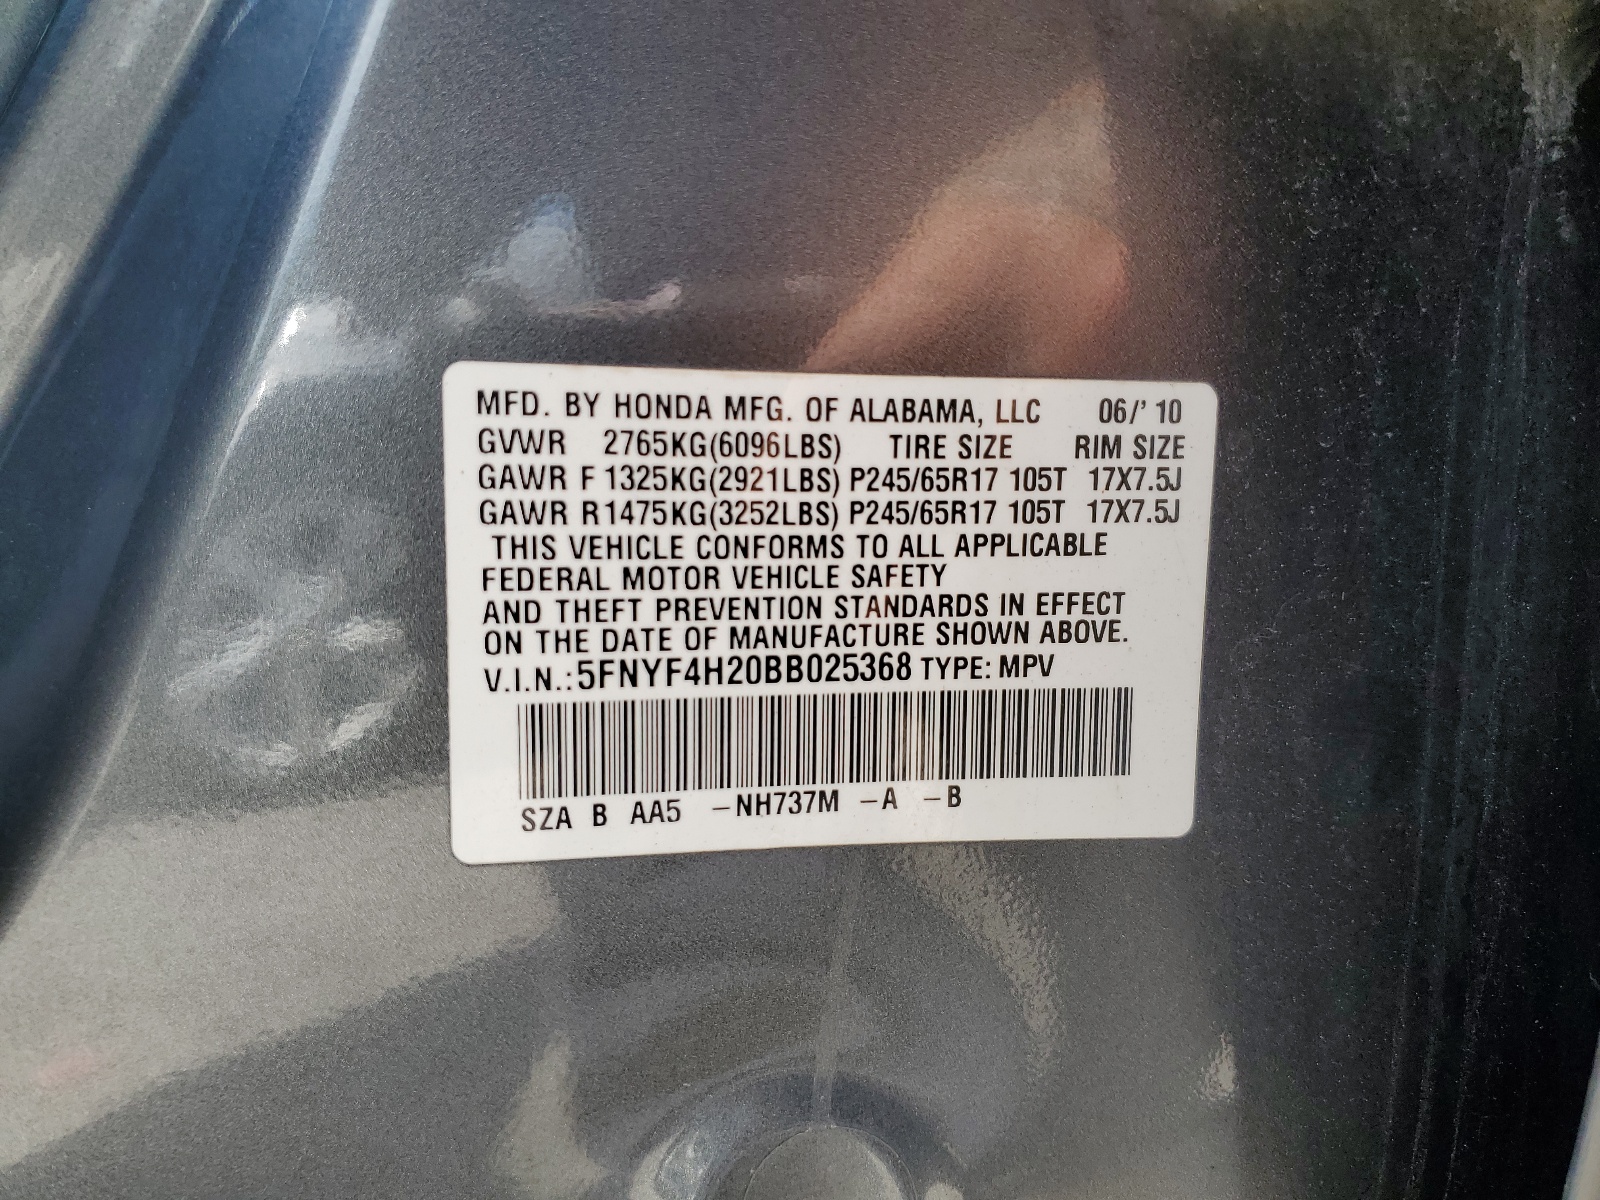 MFD. BY HONDA MFG. OF ALABAMA, LLC 06/' 10
GVWR 2765KG(6096LBS) TIRE SIZE RIM SIZE
GAWR F 1325KG(2921LBS) P245/65R17 105T 17X7.5J
GAWR R1475KG(3252LBS) P245/65R17 105T 17X7.5J
THIS VEHICLE CONFORMS TO ALL APPLICABLE
FEDERAL MOTOR VEHICLE SAFETY
AND THEFT PREVENTION STANDARDS IN EFFECT
ON THE DATE OF MANUFACTURE SHOWN ABOVE.
V.I.N.:5FNYF4H20BB025368 TYPE: MPV
SZA B AA5 -NH737M -A -B